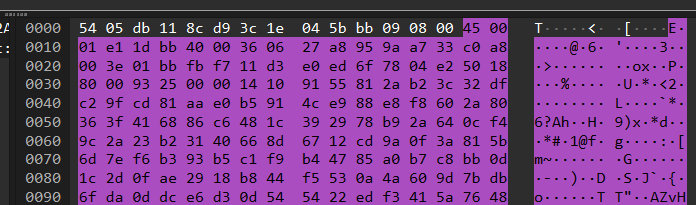 2A 0000 54 05 db 11 8c d9 3c 1e 04 5b bb 09 08 00 45 00 T·····<· ·[····E·
t: 0010 01 e1 1d bb 40 00 36 06 27 a8 95 9a a7 33 c0 a8 ····@·6· '····3··
0020 00 3e 01 bb fb f7 11 d3 e0 ed 6f 78 04 e2 50 18 ·>······ ··ox··P·
0030 80 00 93 25 00 00 14 10 91 55 81 2a b2 3c 32 df ···%···· ·U·*·<2·
0040 c2 9f cd 81 aa e0 b5 91 4c e9 88 e8 f8 60 2a 80 ········ L····`*·
0050 36 3f 41 68 86 c6 48 1c 39 29 78 b9 2a 64 0c f4 6?Ah··H· 9)x·*d··
0060 9c 2a 23 b2 31 40 66 8d 67 12 cd 9a 0f 3a 81 5b ·*#·1@f· g····:·[
0070 6d 7e f6 b3 93 b5 c1 f9 b4 47 85 a0 b7 c8 bb 0d m~······ ·G······
0080 1c 2d 0f ae 29 18 b8 44 f5 53 0a 4a 60 9d 7b db ·-··)··D ·S·J`·{·
0090 6f da 0d dc e6 d3 0d 54 54 22 ed f3 41 5a 76 48 o······T T"··AZvH